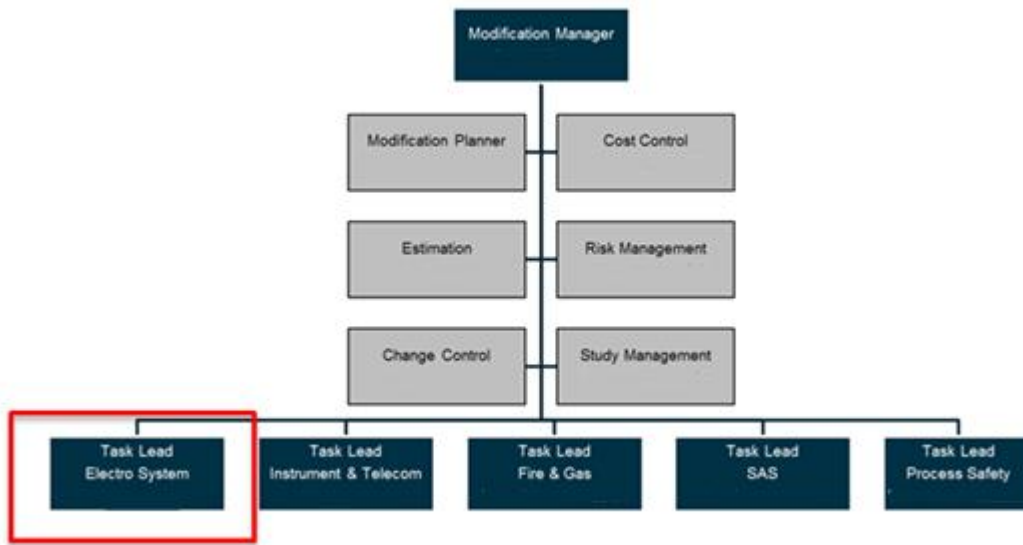 Modification Manager
Modification Planner
Cost Control
Estimation
Risk Management
Change Control
Study Management
Task Lead
Electro System
Task Lead
Instrument & Telecom
Task Lead
Fire & Gas
Task Lead
SAS
Task Lead
Process Safety